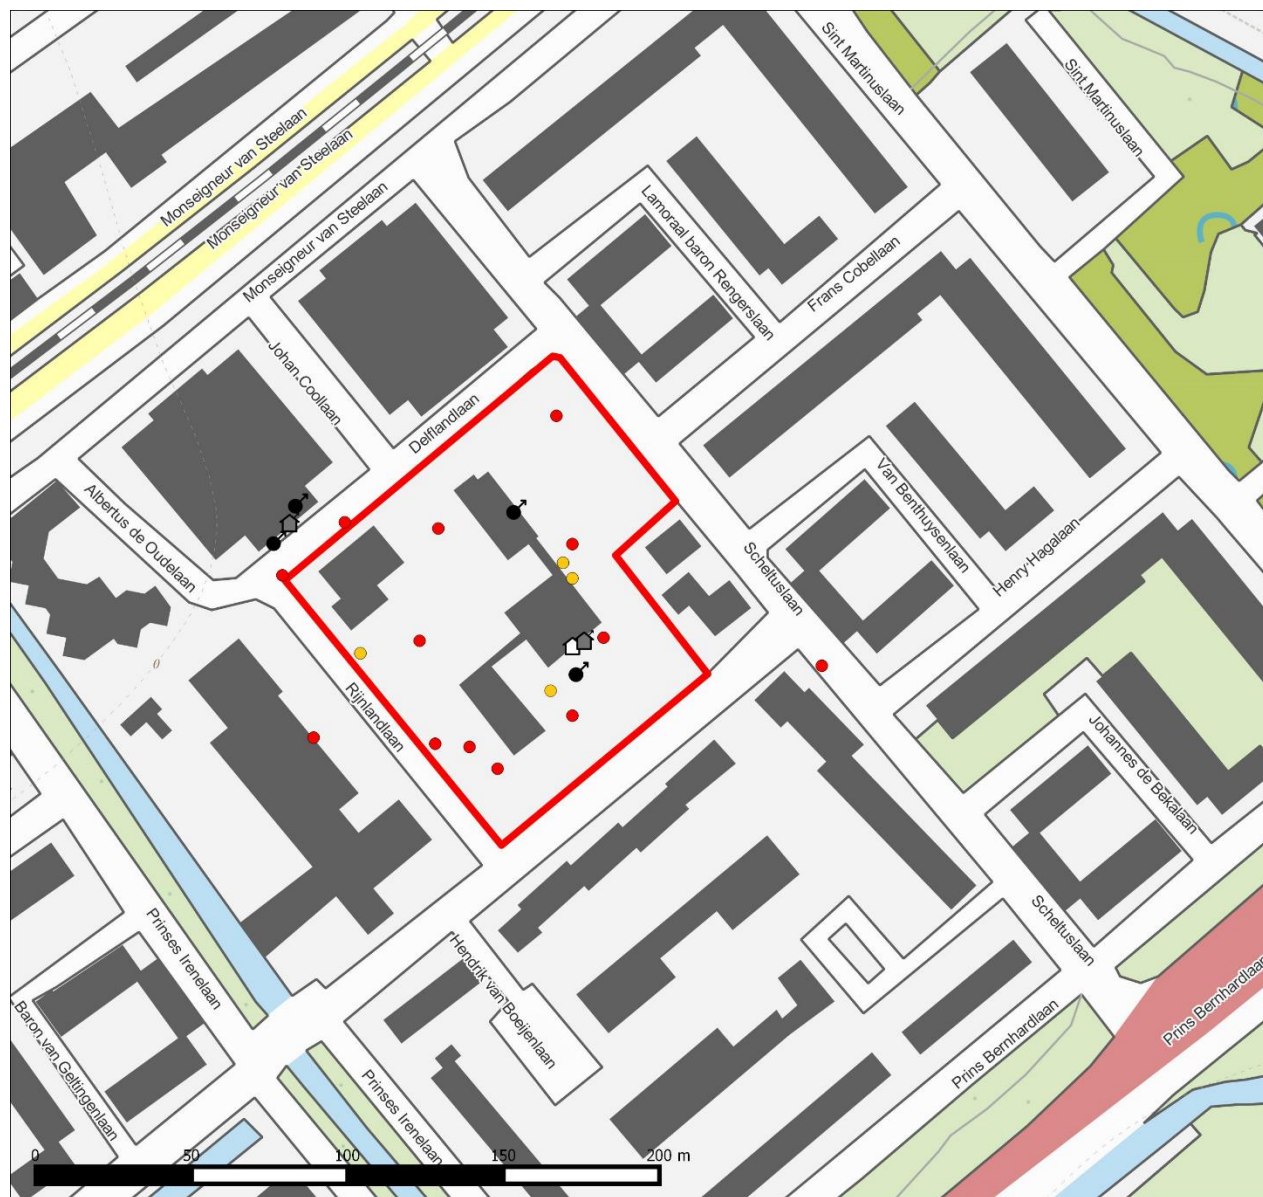 Sint Martinuslaan
Sint Martinuslaan
Monseigneur van Steelaan
Monseigneur van Steelaan
Monseigneur van Steelaan
Lamoraal baron Rengerslaan
Frans Cobellaan
Johan Coollaan
Delflandlaan
Albertus de Oudelaan
Van Benthuysenlaan
Henry Hagalaan
Scheltuslaan
0
Rijnlandlaan
Johannes de Bekalaan
Prinses Irenelaan
Hendrik van Boeijenlaan
Scheltuslaan
Baron van Geltingenlaan
Prinses Irenelaan
Prins Bernhardlaan
Prins Bernhardlaan
0 50 100 150 200 m